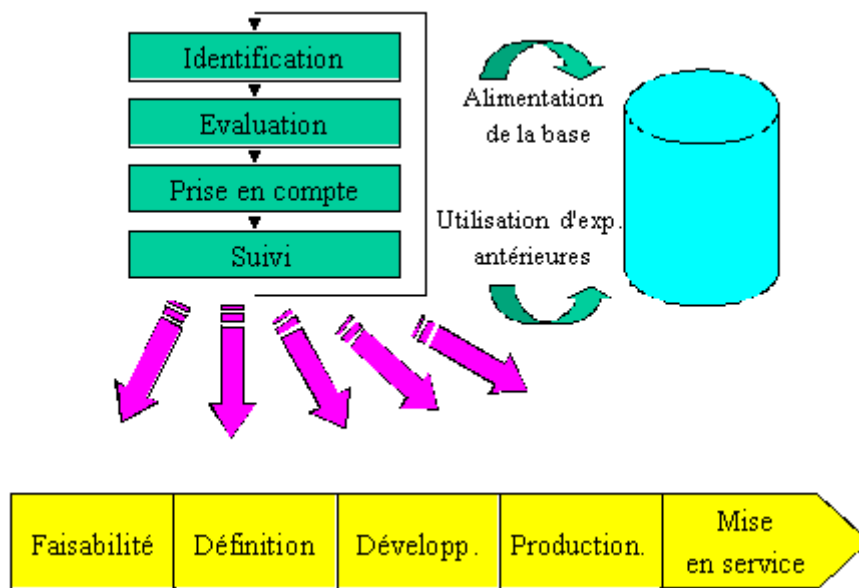 Identification
Evaluation
Prise en compte
Suivi
Alimentation
de la base
Utilisation d'exp.
antérieures
Faisabilité
Définition
Développ.
Production.
Mise
en service